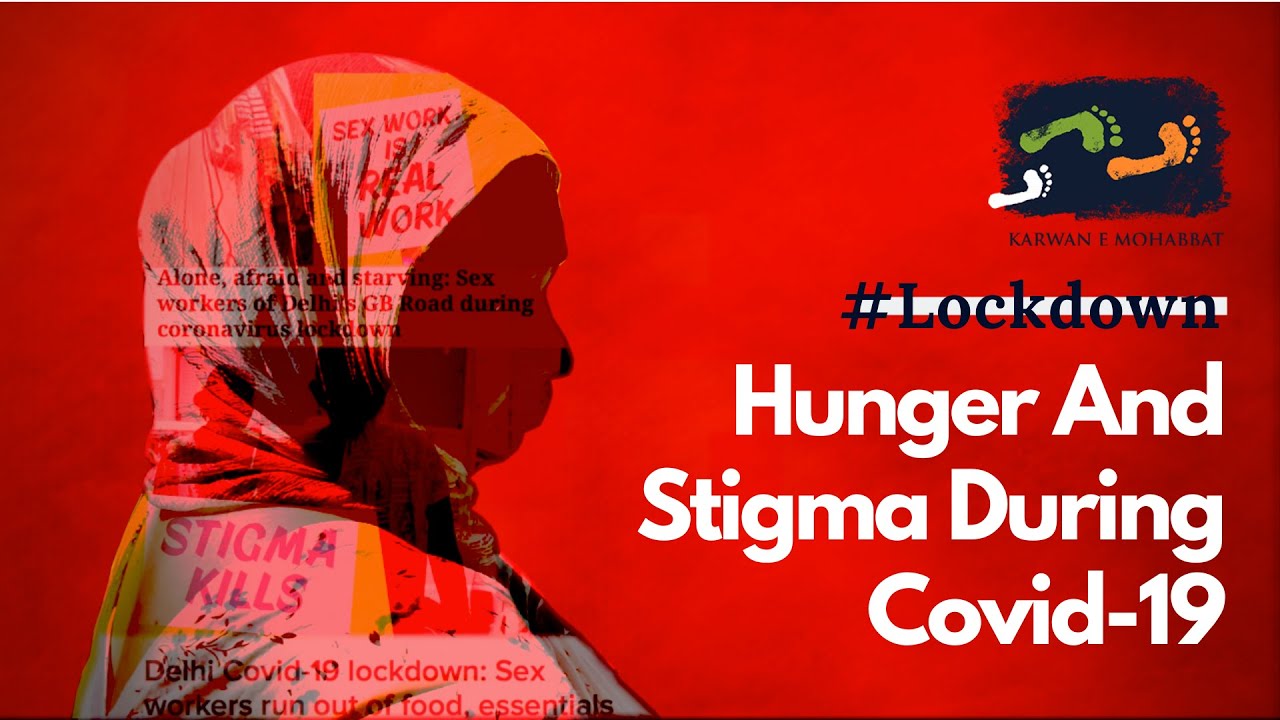 SEX WORK
IS
REAL
WORK
Alone, afraid and starving: Sex
workers of Delhi's GB Road during
coronavirus lockdown
STIGMA
KILLS
Delhi Covid-19 lockdown: Sex
workers run out of food, essentials
KARWAN E MOHABBAT
#Lockdown
Hunger And
Stigma During
Covid-19